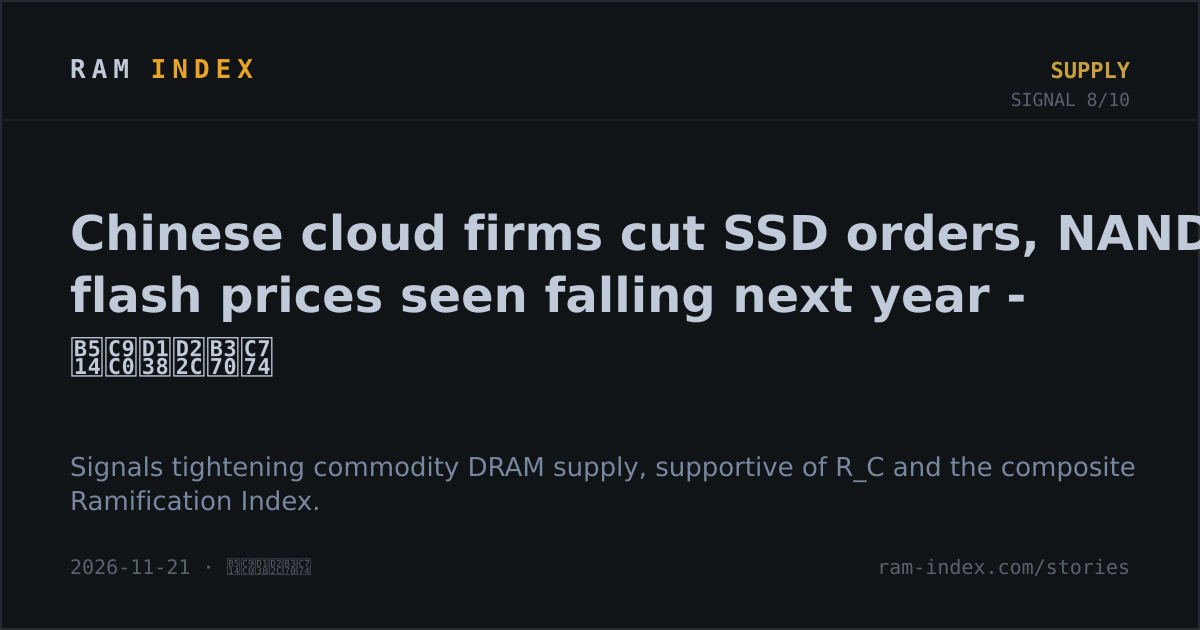 RAM INDEX
SUPPLY
SIGNAL 8/10
Chinese cloud firms cut SSD orders, NAND
flash prices seen falling next year -
Signals tightening commodity DRAM supply, supportive of R_C and the composite
Ramification Index.
2026-11-21 ·
ram-index.com/stories